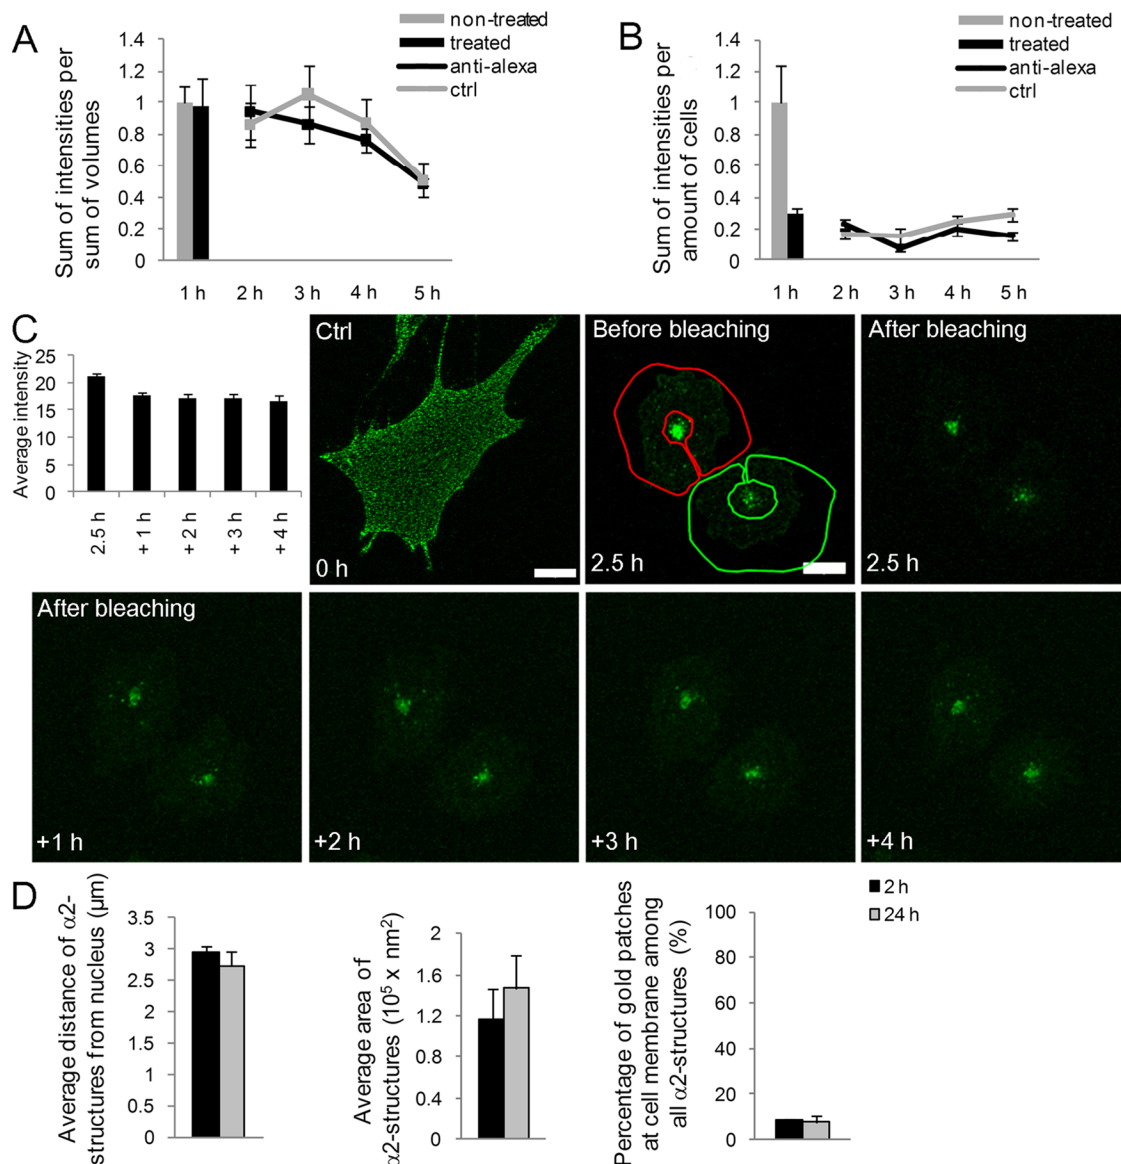 A
Sum of intensities per
sum of volumes
1.4
1.2
1
0.8
0.6
0.4
0.2
0
1 h 2 h 3 h 4 h 5 h
non-treated
treated
anti-alexa
ctrl
B
Sum of intensities per
amount of cells
1.4
1.2
1
0.8
0.6
0.4
0.2
0
1 h 2 h 3 h 4 h 5 h
non-treated
treated
anti-alexa
ctrl
C
Average intensity
25
20
15
10
5
0
2.5 h + 1 h + 2 h + 3 h + 4 h
Ctrl
0 h
Before bleaching
2.5 h
After bleaching
2.5 h
After bleaching
+1 h
+2 h
+3 h
+4 h
D
Average distance of α2-
structures from nucleus (µm)
3.5
3
2.5
2
1.5
1
0.5
0
Average area of
α2-structures (10⁵ x nm²)
2
1.6
1.2
0.8
0.4
0
Percentage of gold patches
at cell membrane among
all α2-structures (%)
100
80
60
40
20
0
2 h
24 h